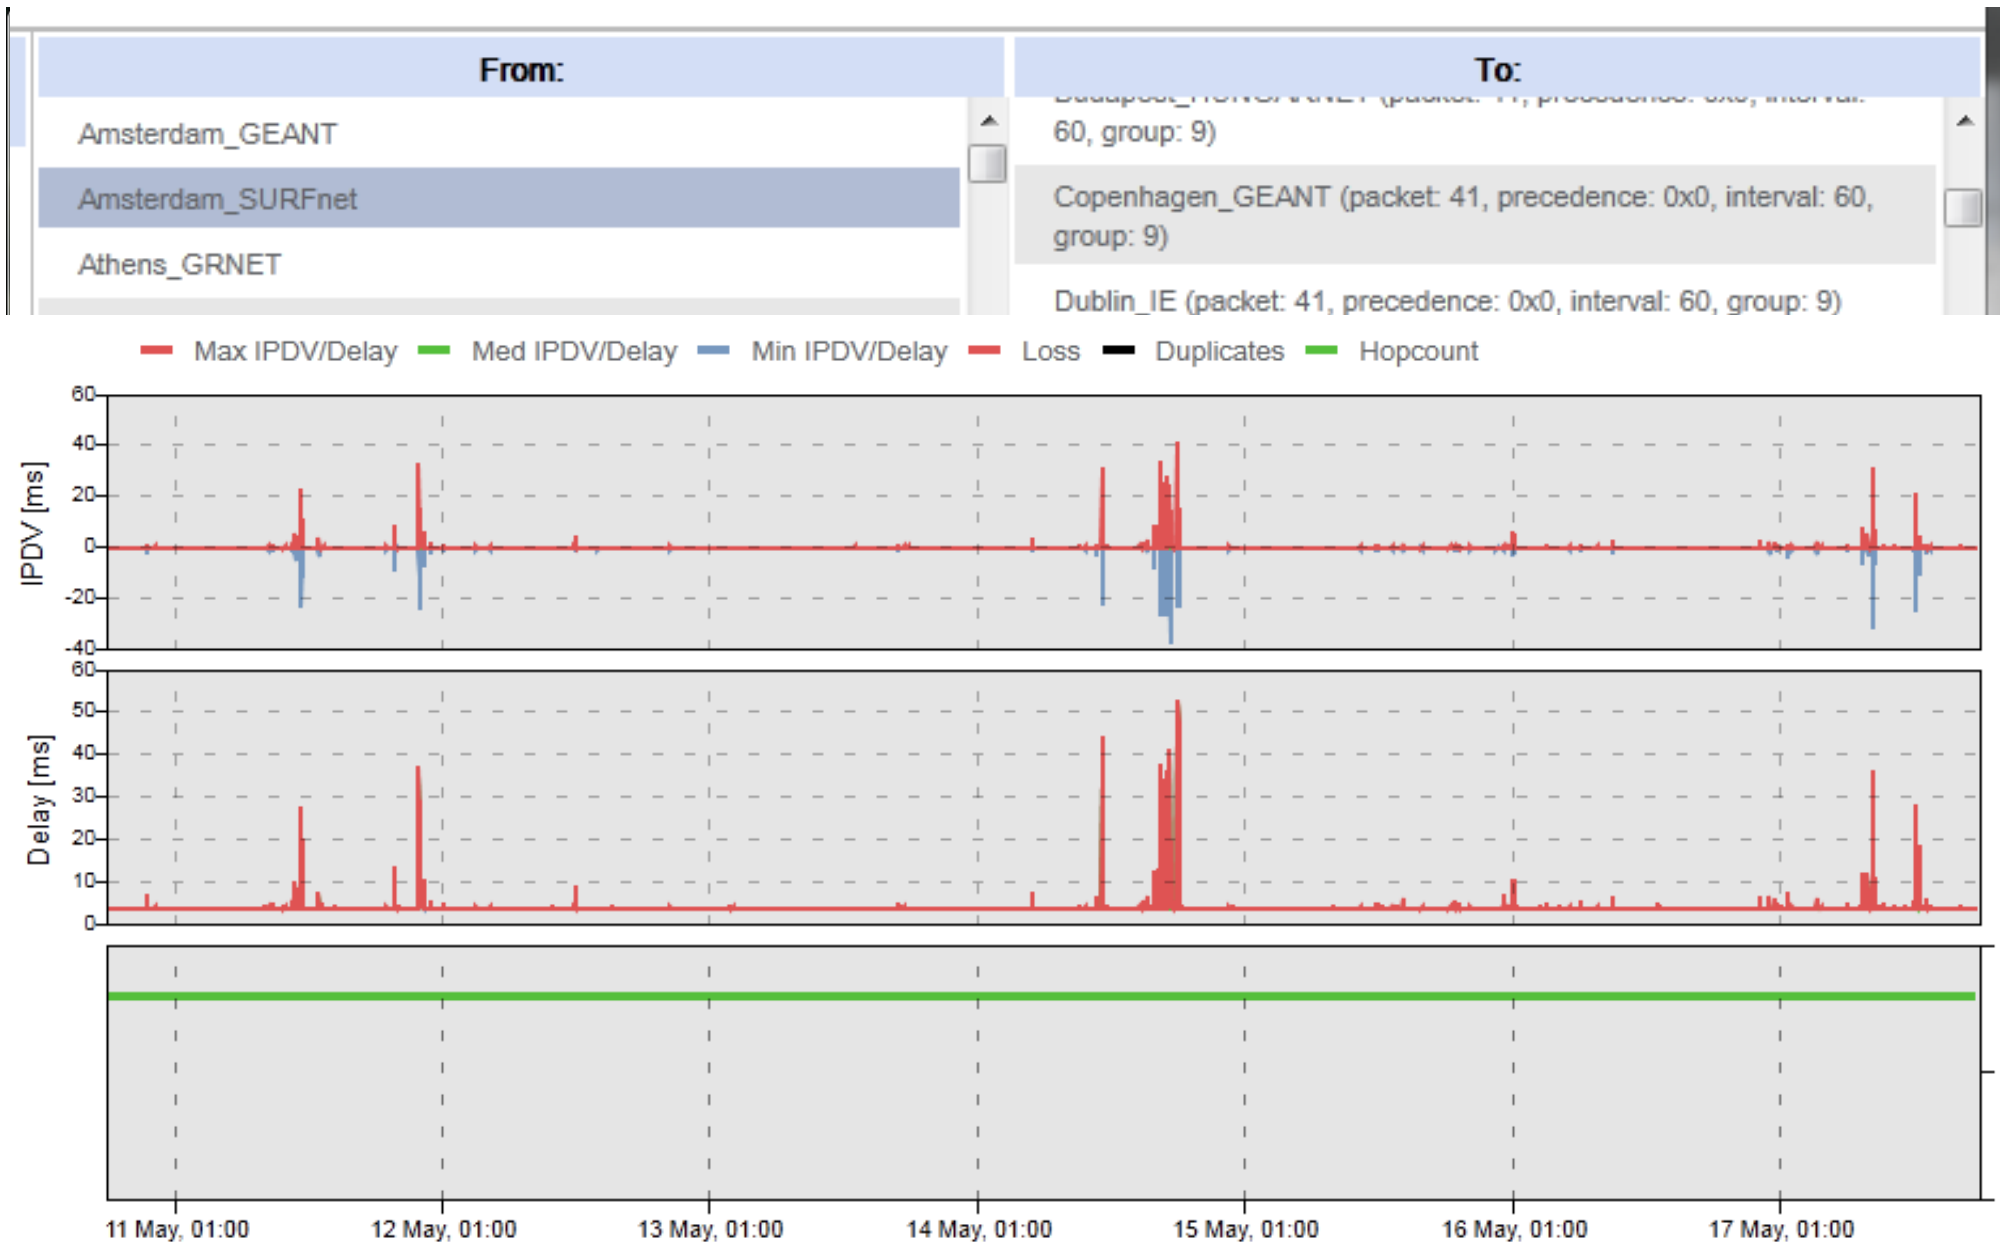 From:
To:
Amsterdam_GEANT
Amsterdam_SURFnet
Athens_GRNET
60, group: 9)
Copenhagen_GEANT (packet: 41, precedence: 0x0, interval: 60,
group: 9)
Dublin_IE (packet: 41, precedence: 0x0, interval: 60, group: 9)
Max IPDV/Delay Med IPDV/Delay Min IPDV/Delay Loss Duplicates Hopcount
IPDV [ms]
60
40
20
0
-20
-40
Delay [ms]
60
50
40
30
20
10
0
11 May, 01:00 12 May, 01:00 13 May, 01:00 14 May, 01:00 15 May, 01:00 16 May, 01:00 17 May, 01:00